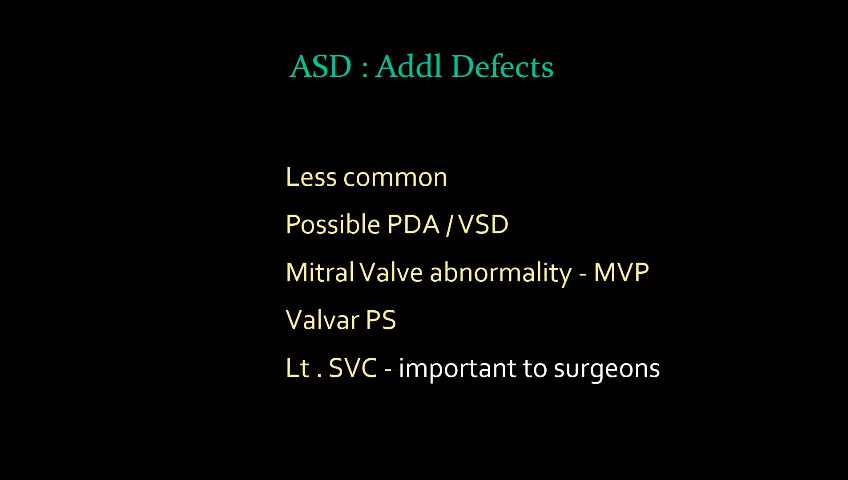 ASD : Addl Defects
Less common
Possible PDA / VSD
Mitral Valve abnormality - MVP
Valvar PS
Lt . SVC - important to surgeons